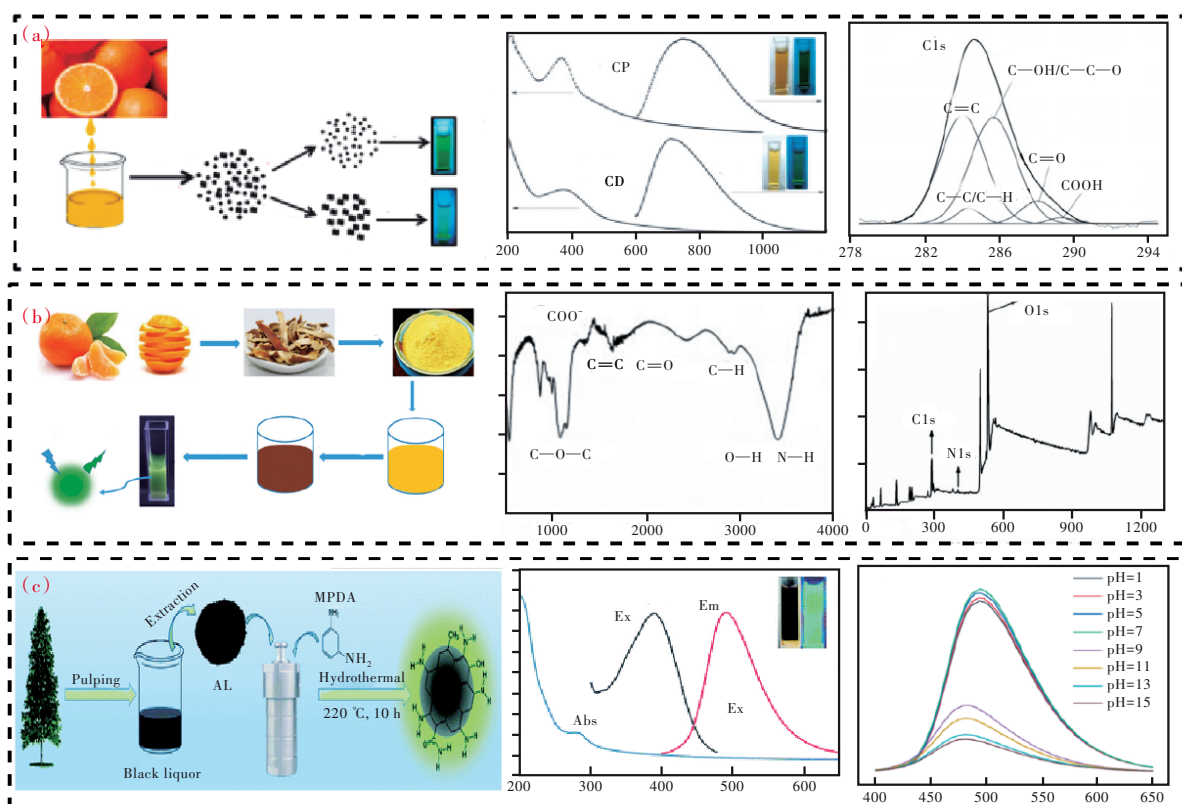 (a)
CP
CD
200 400 600 800 1000
C1s
C—OH/C—C—O
C=C
C=O
C—C/C—H
COOH
278 282 286 290 294
(b)
COO⁻
C=C
C=O
C—H
C—O—C
O—H
N—H
1000 2000 3000 4000
O1s
C1s
N1s
0 300 600 900 1200
(c)
Extraction
Pulping
AL
Black liquor
MPDA
NH₂
Hydrothermal
220 ℃, 10 h
Ex
Em
Abs
Ex
200 300 400 500 600
pH=1
pH=3
pH=5
pH=7
pH=9
pH=11
pH=13
pH=15
400 450 500 550 600 650